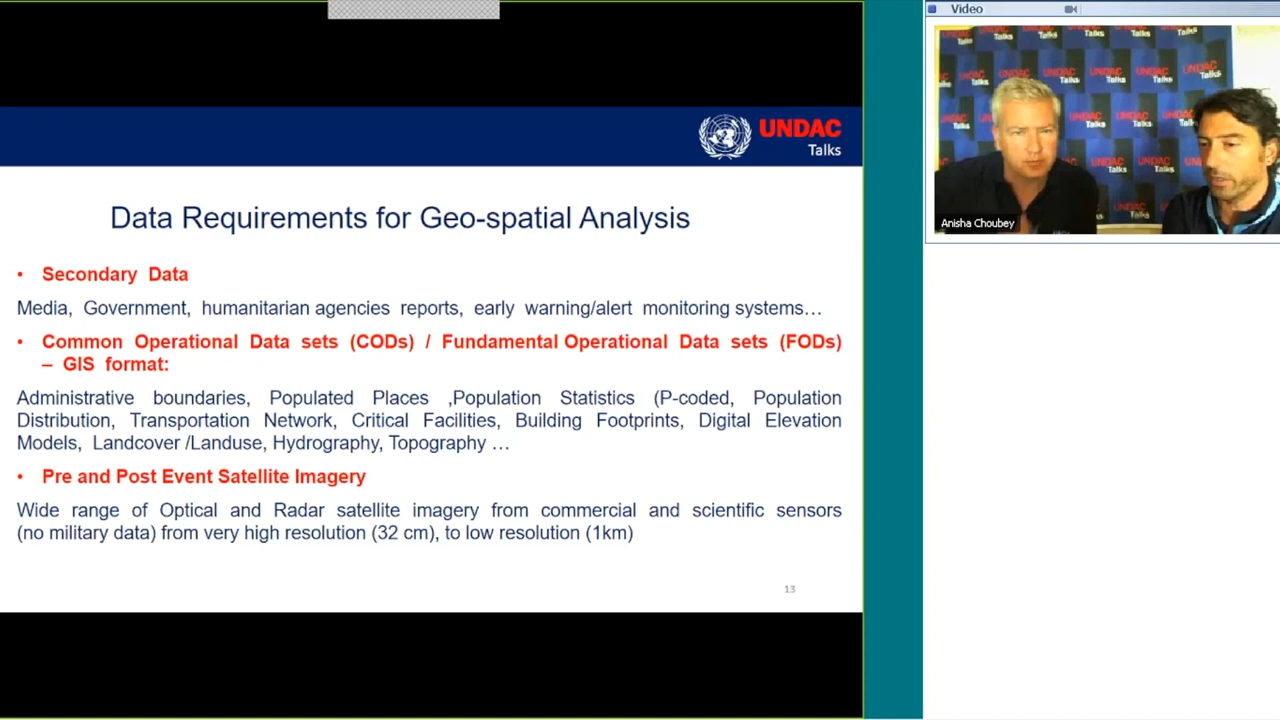 Video
UNDAC
Talks
Data Requirements for Geo-spatial Analysis
• Secondary Data
Media, Government, humanitarian agencies reports, early warning/alert monitoring systems…
• Common Operational Data sets (CODs) / Fundamental Operational Data sets (FODs)
– GIS format:
Administrative boundaries, Populated Places ,Population Statistics (P-coded, Population
Distribution, Transportation Network, Critical Facilities, Building Footprints, Digital Elevation
Models, Landcover /Landuse, Hydrography, Topography …
• Pre and Post Event Satellite Imagery
Wide range of Optical and Radar satellite imagery from commercial and scientific sensors
(no military data) from very high resolution (32 cm), to low resolution (1km)
13
UNDAC
Talks
Anisha Choubey